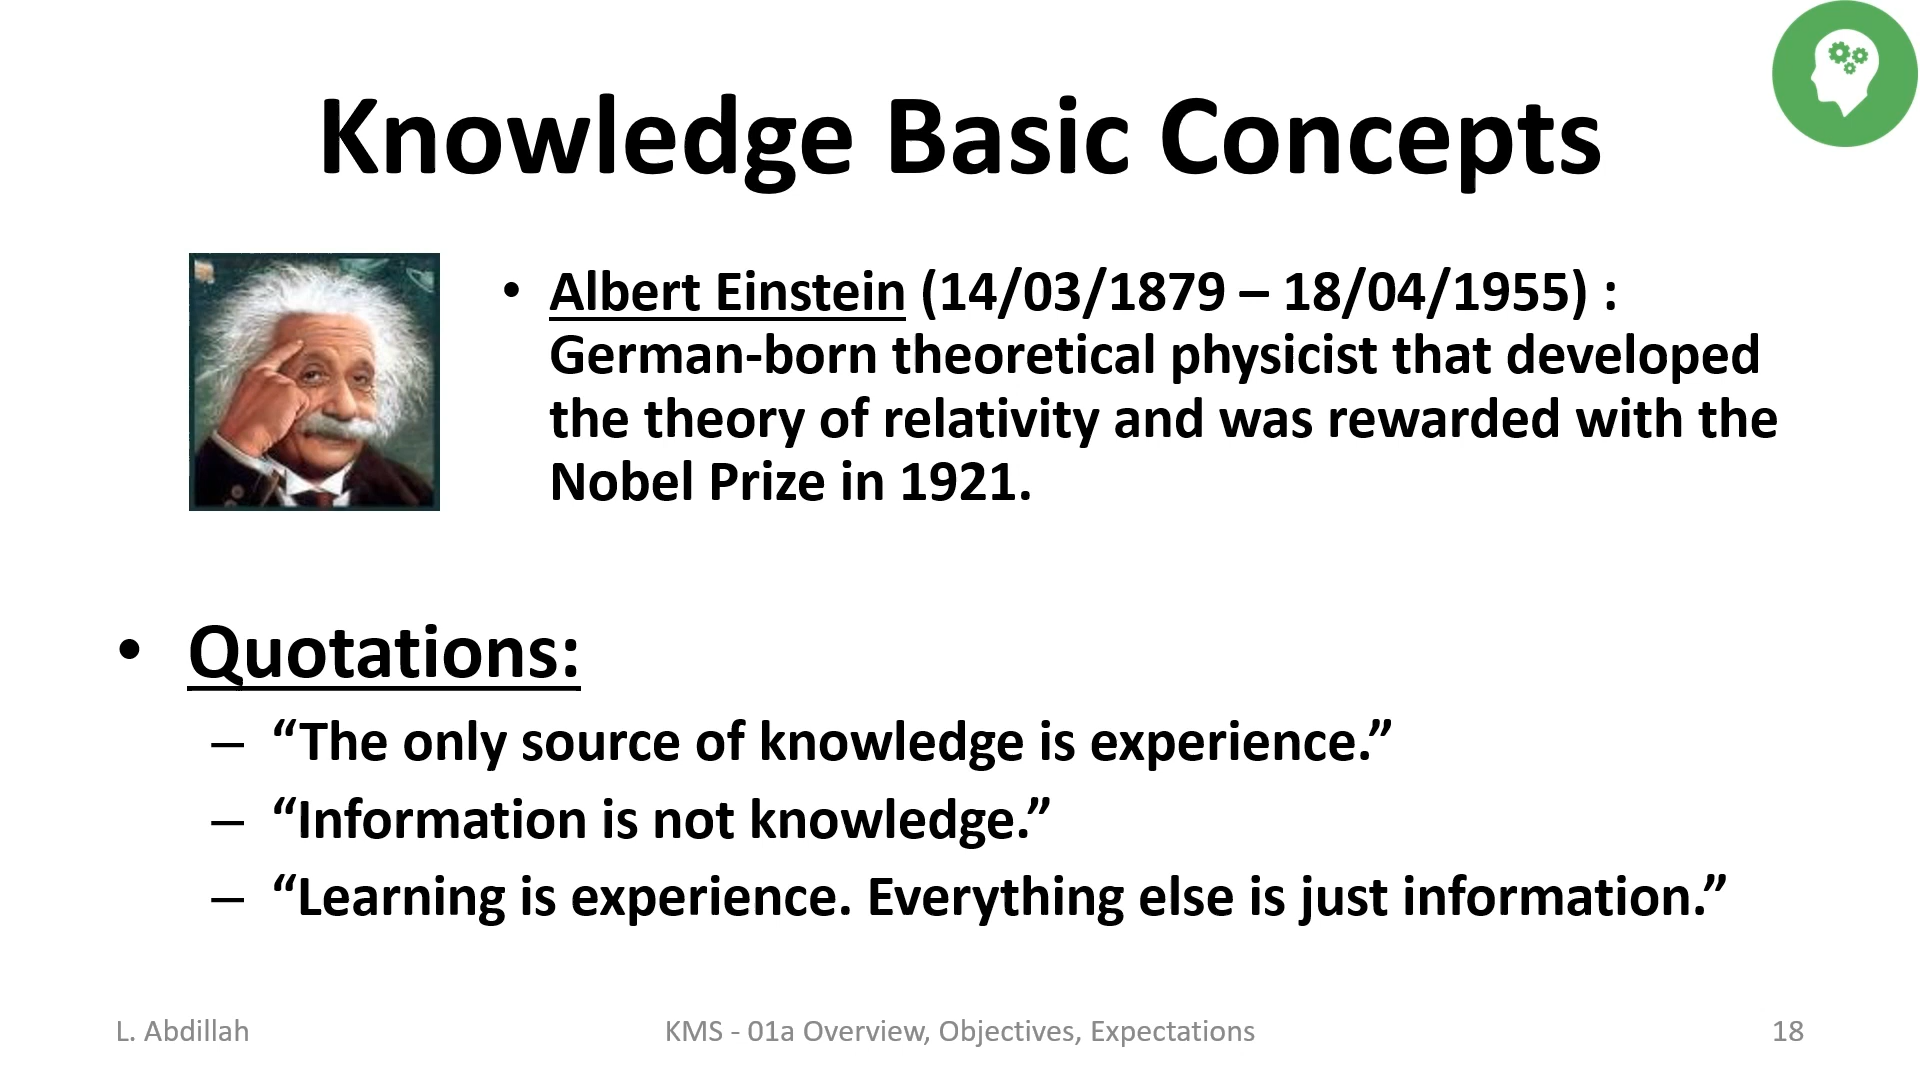 Knowledge Basic Concepts
• Albert Einstein (14/03/1879 – 18/04/1955) :
German-born theoretical physicist that developed
the theory of relativity and was rewarded with the
Nobel Prize in 1921.
• Quotations:
– “The only source of knowledge is experience.”
– “Information is not knowledge.”
– “Learning is experience. Everything else is just information.”
L. Abdillah
KMS - 01a Overview, Objectives, Expectations
18